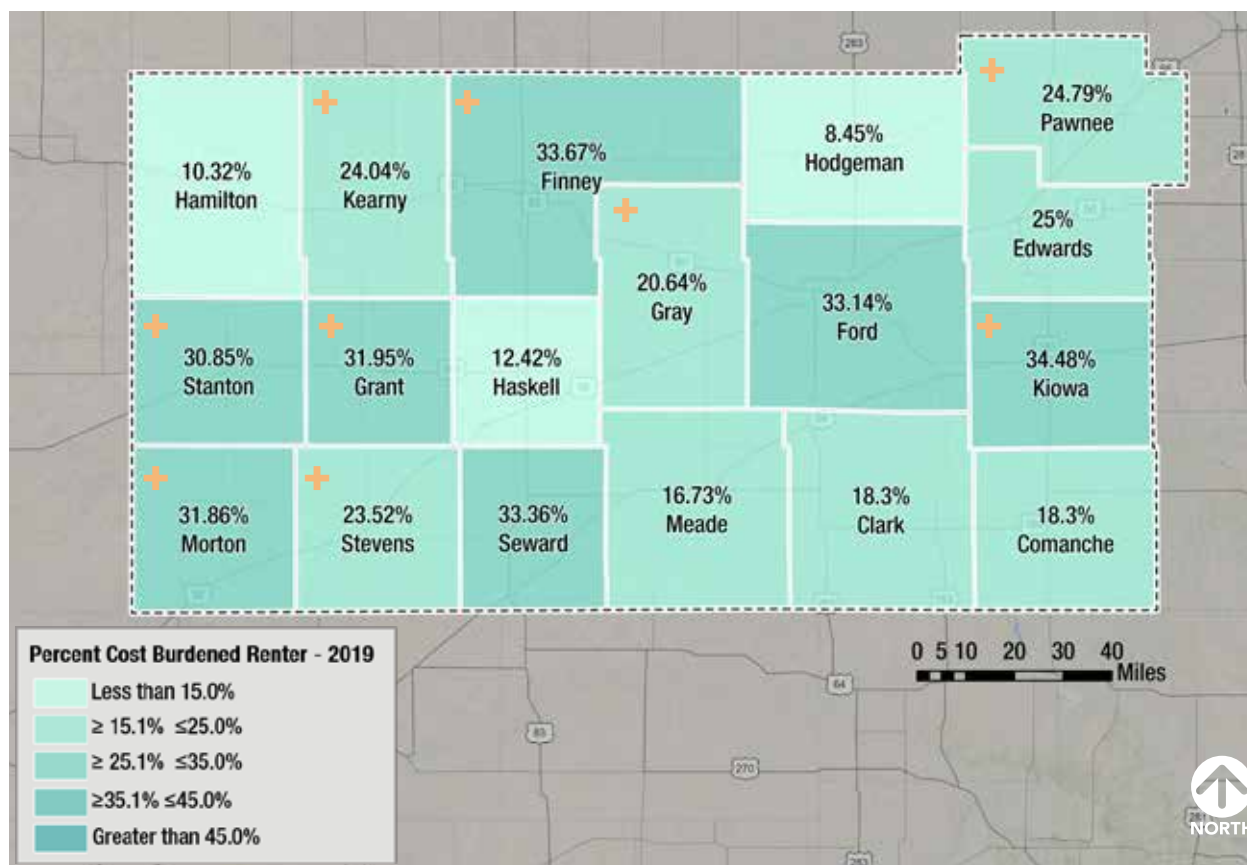 283
24.79%
Pawnee
10.32%
Hamilton
24.04%
Kearny
33.67%
Finney
8.45%
Hodgeman
25%
Edwards
20.64%
Gray
33.14%
Ford
30.85%
Stanton
31.95%
Grant
12.42%
Haskell
34.48%
Kiowa
31.86%
Morton
23.52%
Stevens
33.36%
Seward
16.73%
Meade
18.3%
Clark
18.3%
Comanche
Percent Cost Burdened Renter - 2019
Less than 15.0%
≥ 15.1% ≤25.0%
≥ 25.1% ≤35.0%
≥35.1% ≤45.0%
Greater than 45.0%
0 5 10 20 30 40
Miles
64
83
270
281
283
NORTH